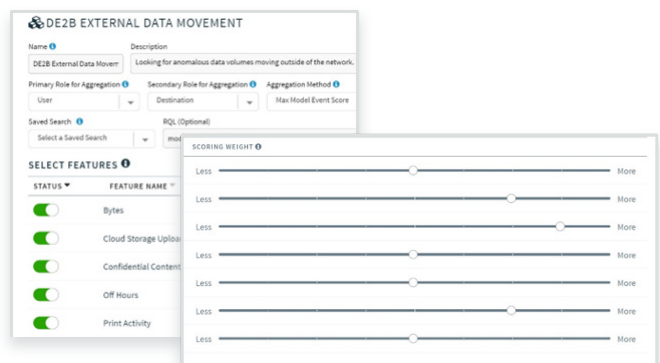 DE2B EXTERNAL DATA MOVEMENT
Name Description
DE2B External Data Movem Looking for anomalous data volumes moving outside of the network.
Primary Role for Aggregation Secondary Role for Aggregation Aggregation Method
User Destination Max Model Event Score
Saved Search RQL (Optional)
Select a Saved Search mod
SELECT FEATURES
STATUS FEATURE NAME
Bytes
Cloud Storage Uploa
Confidential Content
Off Hours
Print Activity
SCORING WEIGHT
Less More
Less More
Less More
Less More
Less More
Less More
Less More